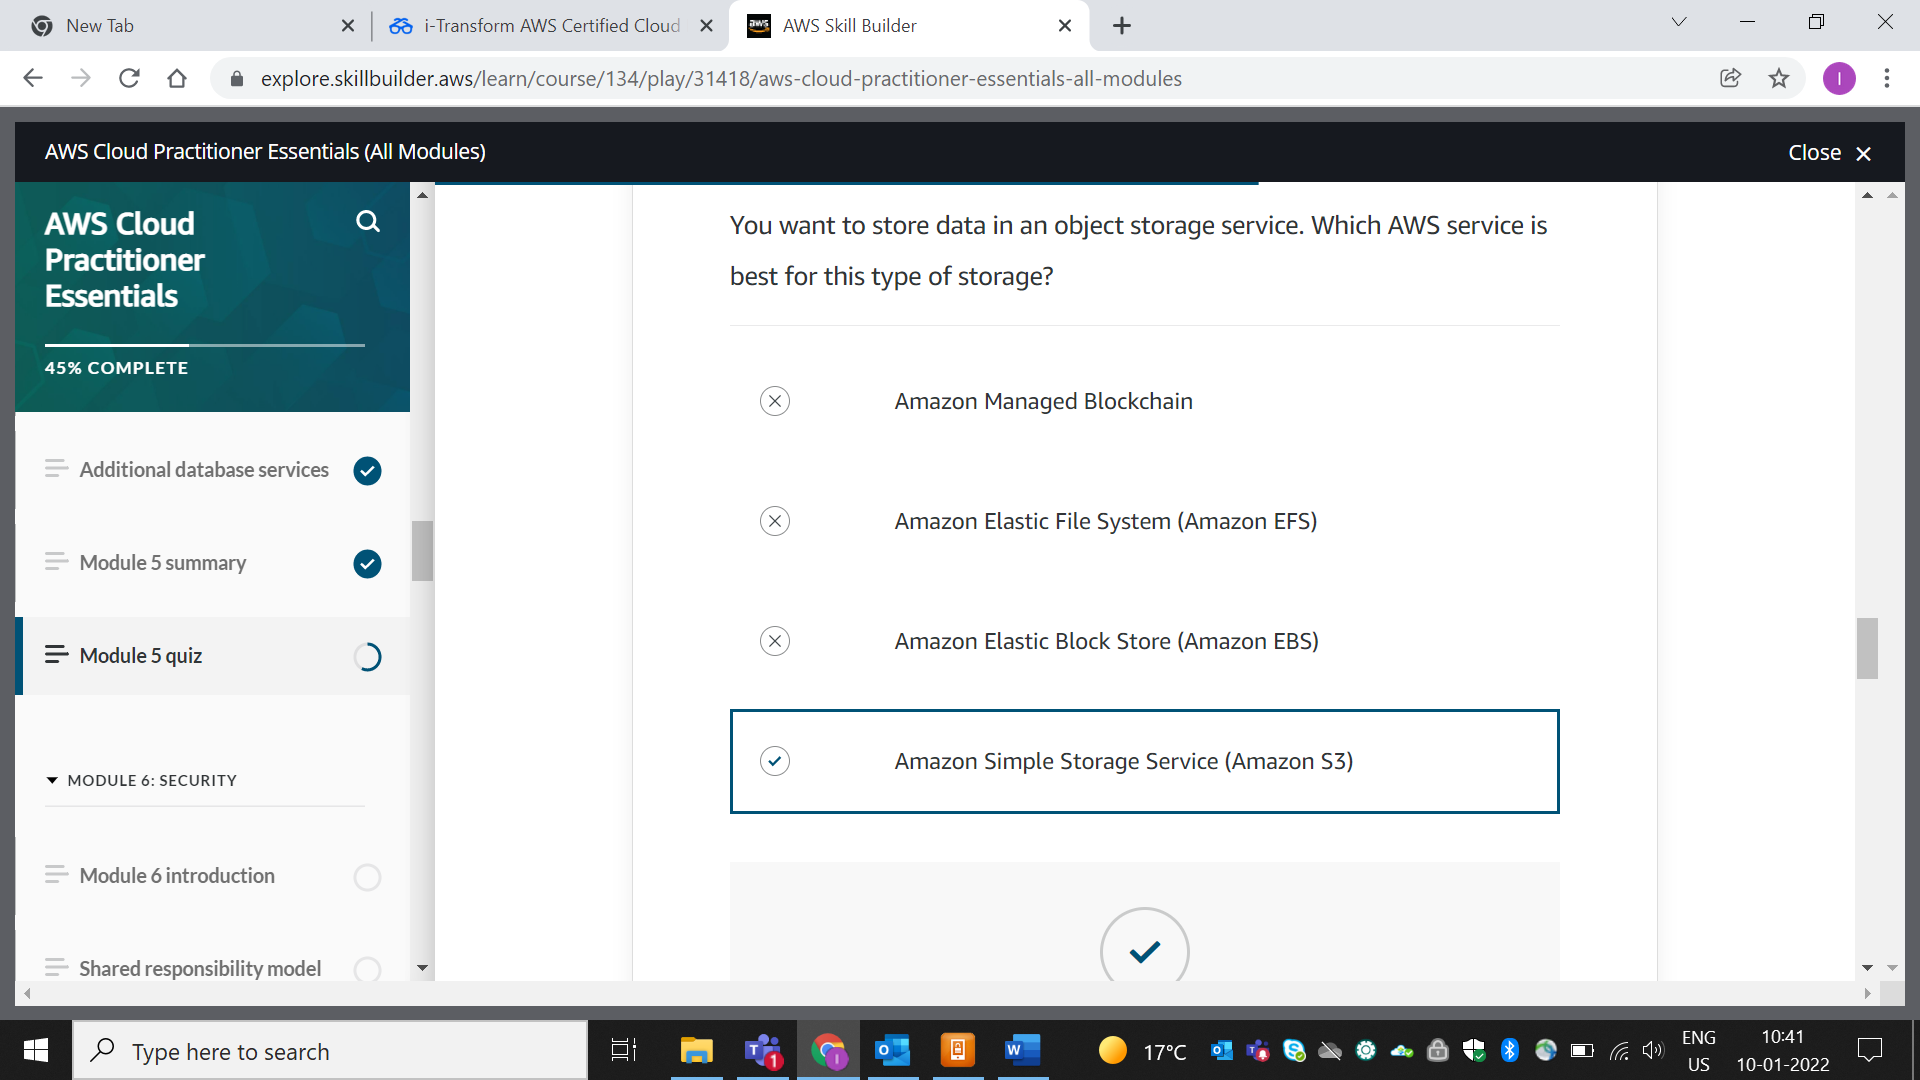 New Tab
i-Transform AWS Certified Cloud
aws
AWS Skill Builder
explore.skillbuilder.aws/learn/course/134/play/31418/aws-cloud-practitioner-essentials-all-modules
I
AWS Cloud Practitioner Essentials (All Modules)
Close
AWS Cloud
Practitioner
Essentials
45% COMPLETE
Additional database services
Module 5 summary
Module 5 quiz
MODULE 6: SECURITY
Module 6 introduction
Shared responsibility model
You want to store data in an object storage service. Which AWS service is
best for this type of storage?
Amazon Managed Blockchain
Amazon Elastic File System (Amazon EFS)
Amazon Elastic Block Store (Amazon EBS)
Amazon Simple Storage Service (Amazon S3)
Type here to search
17°C
ENG
US
10:41
10-01-2022